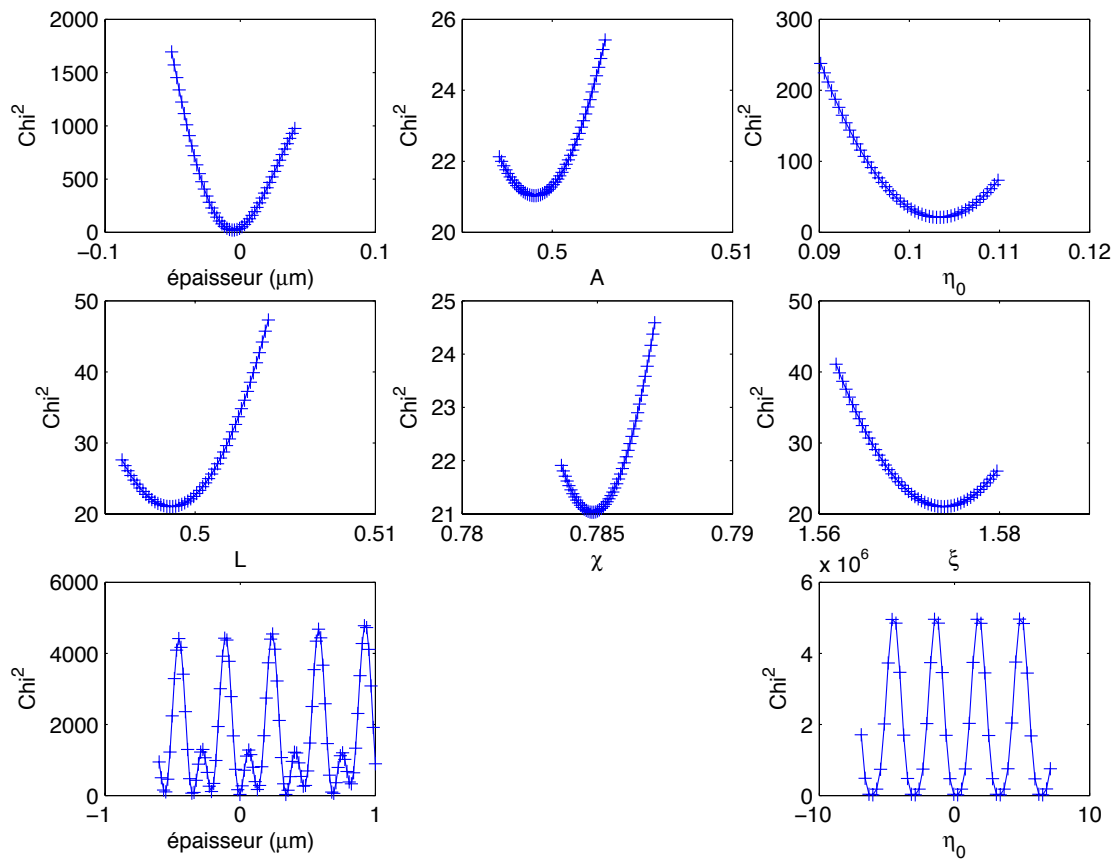 2000
1500
1000
500
0
Chi²
−0.1 0 0.1
épaisseur (μm)
26
24
22
20
Chi²
0.5 0.51
A
300
200
100
0
Chi²
0.09 0.1 0.11 0.12
η₀
50
40
30
20
Chi²
0.5 0.51
L
25
24
23
22
21
Chi²
0.78 0.785 0.79
χ
50
40
30
20
Chi²
1.56 1.58
ξ
6000
4000
2000
0
Chi²
−1 0 1
épaisseur (μm)
x 10⁶
6
4
2
0
Chi²
−10 0 10
η₀